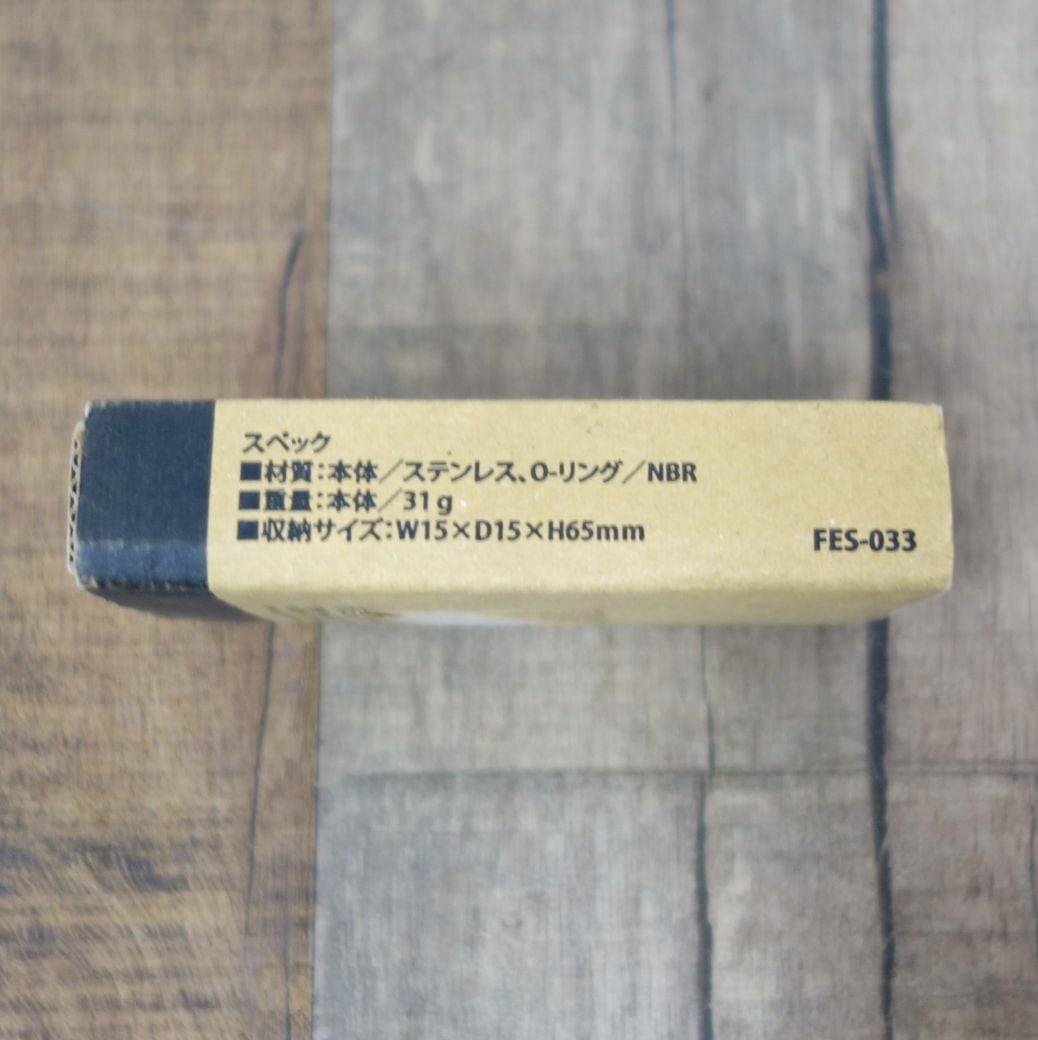 スペック
■材質:本体/ステンレス、O-リング/NBR
■重量:本体/31g
■収納サイズ:W15×D15×H65mm
FES-033